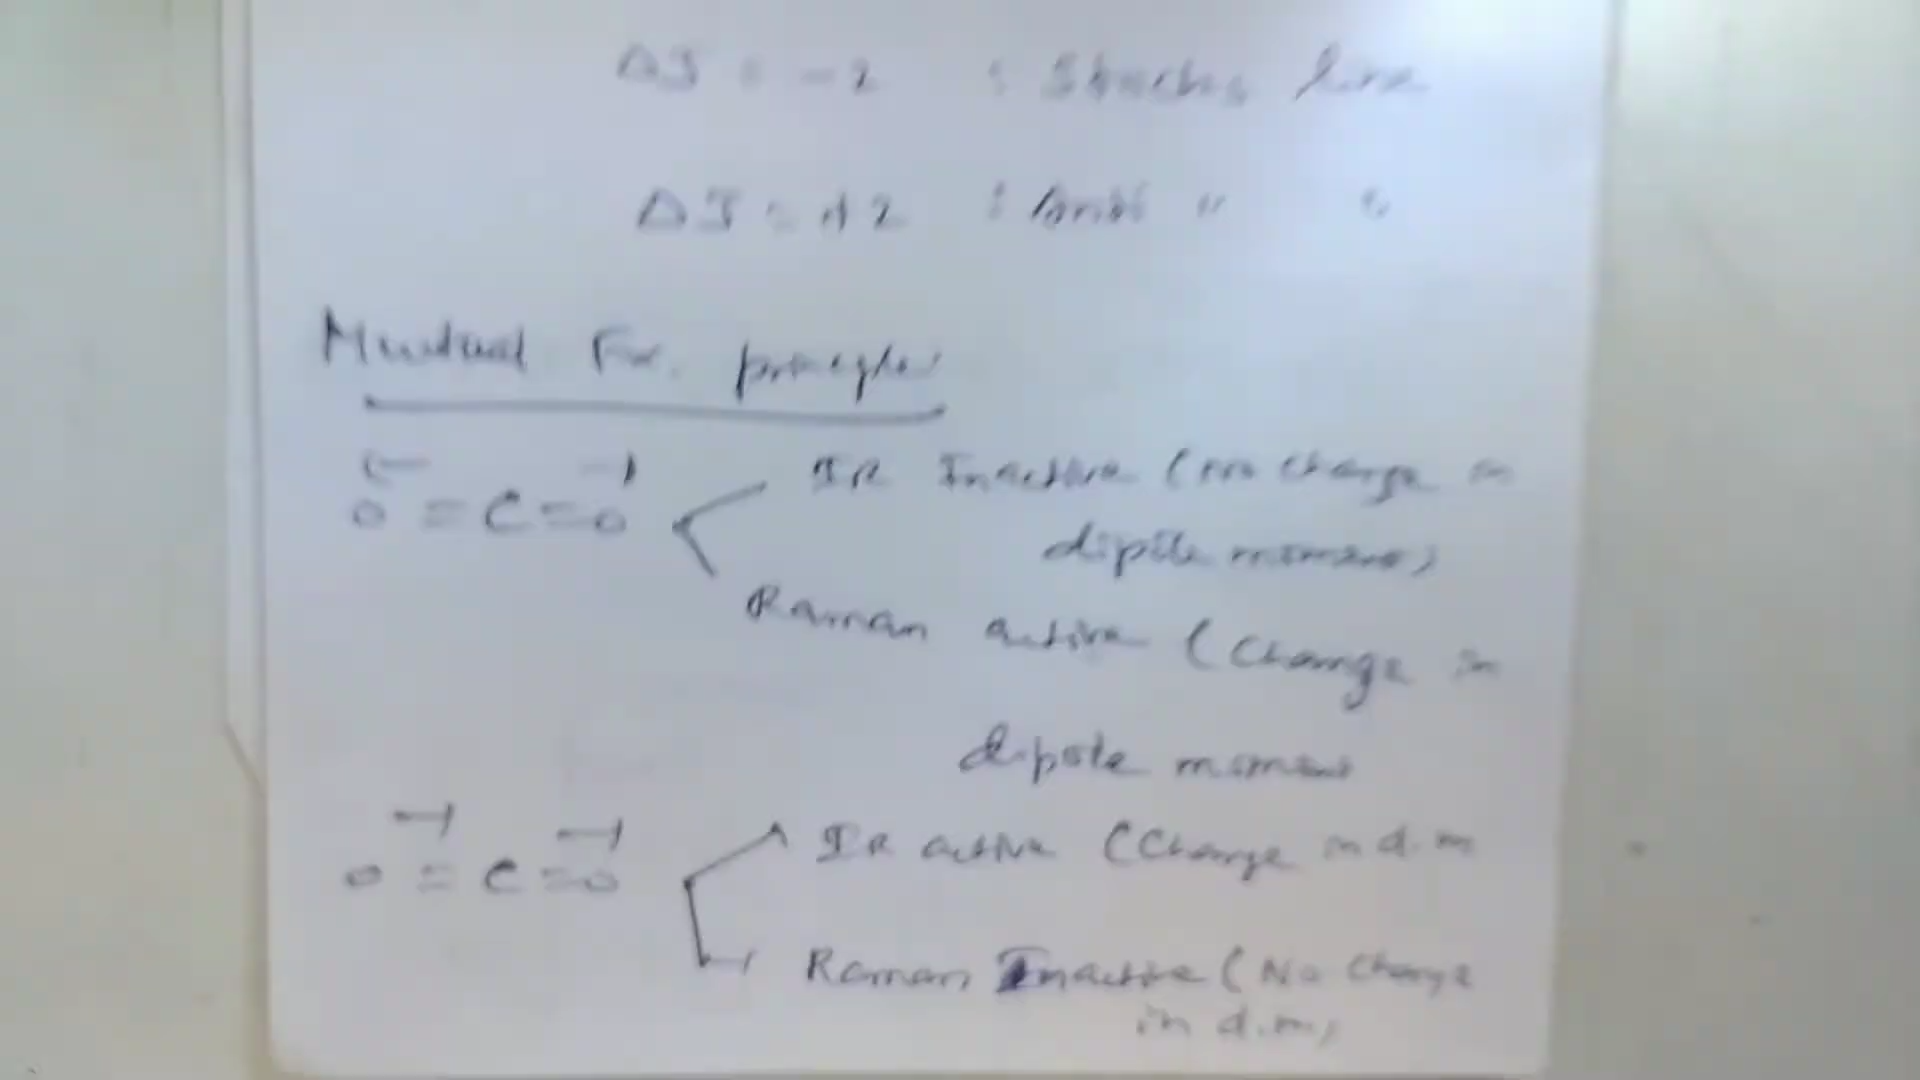 ΔJ = -2 : Stocks line
ΔJ = +2 : Anti " "
Mutual Ex. principle
O = C = O
IR Inactive (No change in
dipole moment)
Raman active (Change in
dipole moment
O = C = O
IR active (Change in d.m
Raman Inactive (No Change
in d.m)